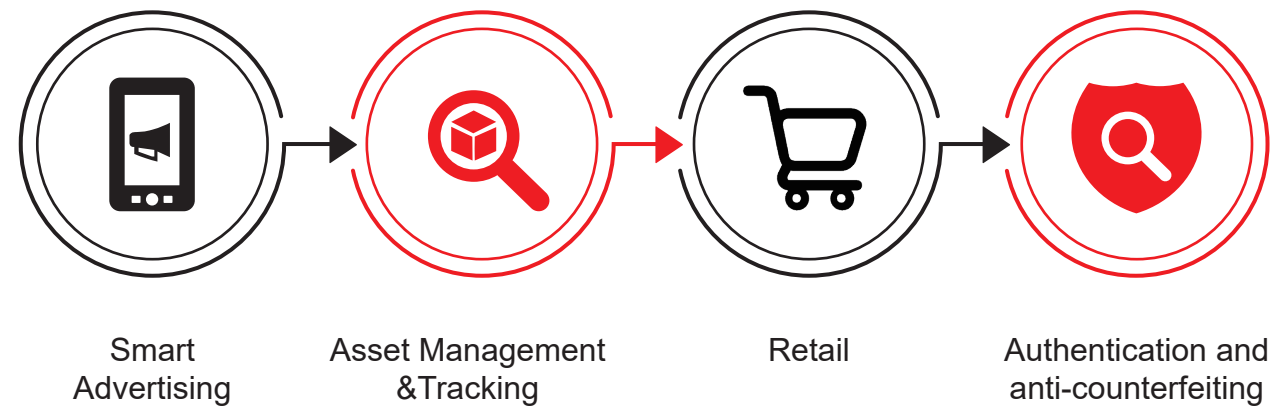 Smart
Advertising
Asset Management
&Tracking
Retail
Authentication and
anti-counterfeiting